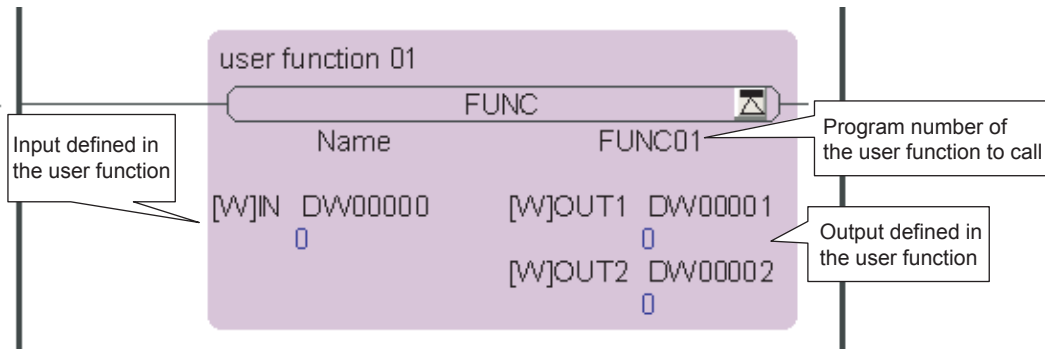 user function 01
FUNC
Name FUNC01
[W]IN DW00000 [W]OUT1 DW00001
0 0
[W]OUT2 DW00002
0
Input defined in
the user function
Program number of
the user function to call
Output defined in
the user function